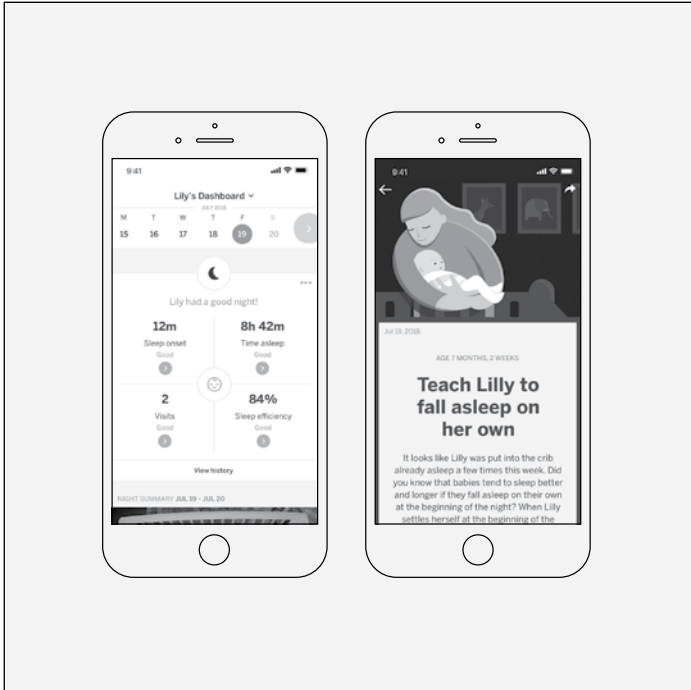 9:41
Lily's Dashboard
JULY 2018
M T W T F S
15 16 17 18 19 20
Lily had a good night!
12m
Sleep onset
Good
8h 42m
Time asleep
Good
2
Visits
Good
84%
Sleep efficiency
Good
View history
NIGHT SUMMARY JUL 19 - JUL 20
9:41
Jul 19, 2018
AGE 7 MONTHS, 2 WEEKS
Teach Lilly to
fall asleep on
her own
It looks like Lilly was put into the crib
already asleep a few times this week. Did
you know that babies tend to sleep better
and longer if they fall asleep on their own
at the beginning of the night? When Lilly
settles herself at the beginning of the